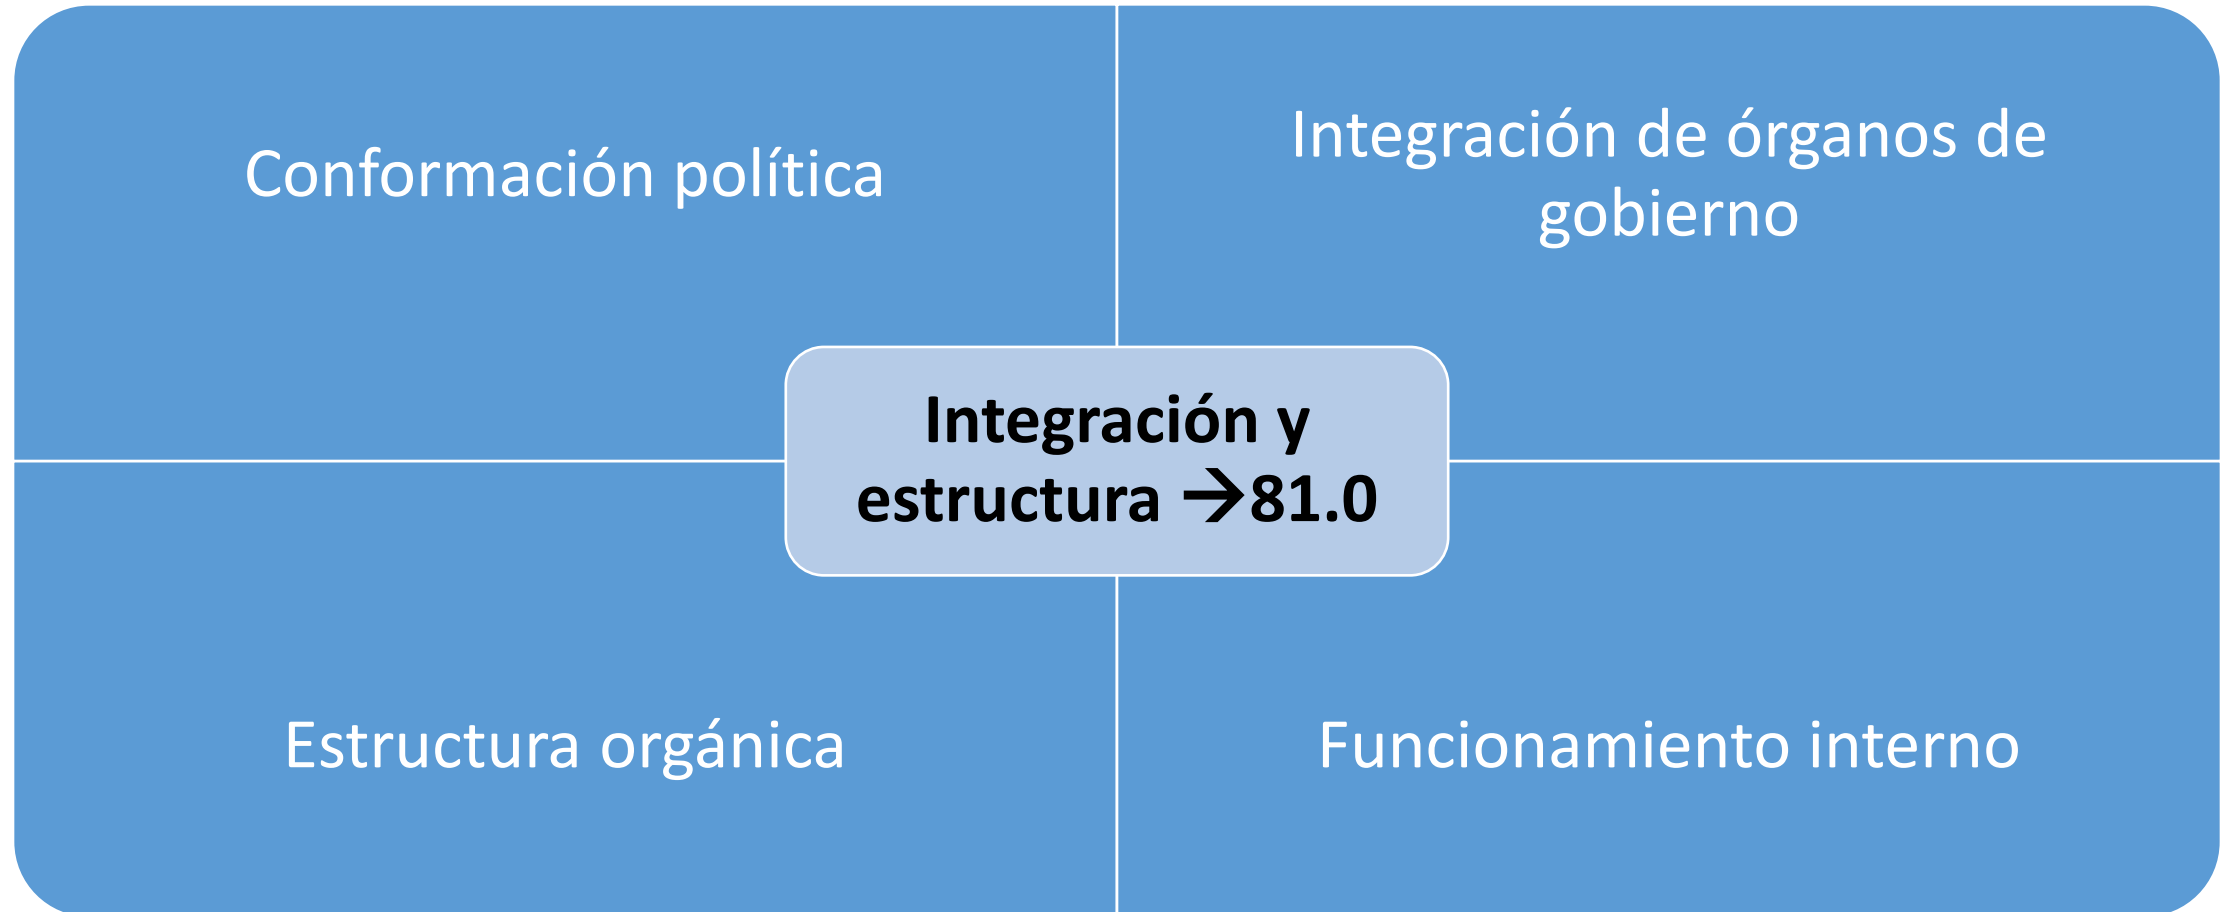 Conformación política
Integración de órganos de
gobierno
Integración y
estructura →81.0
Estructura orgánica
Funcionamiento interno